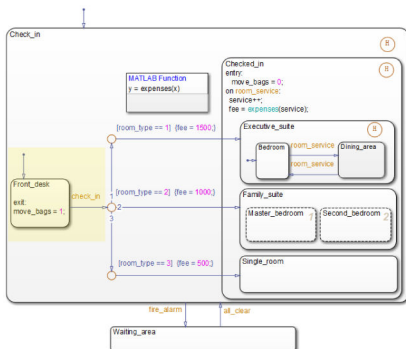 Check_in
H
Checked_in
entry:
move_bags = 0;
on room_service:
service++;
fee = expenses(service);
H
MATLAB Function
y = expenses(x)
[room_type == 1] {fee = 1500;}
Executive_suite
H
Bedroom
room_service
room_service
Dining_area
Front_desk
exit:
move_bags = 1;
check_in
1
2
3
[room_type == 2] {fee = 1000;}
Family_suite
Master_bedroom 1
Second_bedroom 2
[room_type == 3] {fee = 500;}
Single_room
fire_alarm
all_clear
Waiting_area